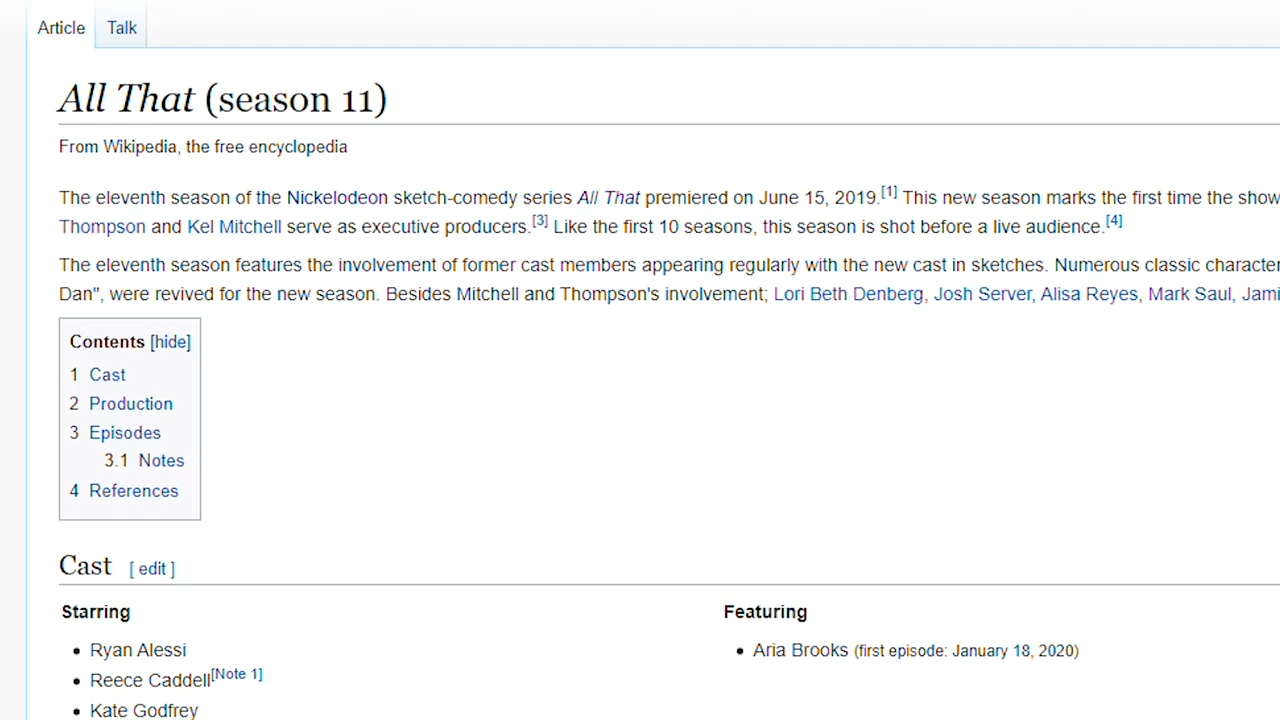 Article Talk
All That (season 11)
From Wikipedia, the free encyclopedia
The eleventh season of the Nickelodeon sketch-comedy series All That premiered on June 15, 2019.[1] This new season marks the first time the show
Thompson and Kel Mitchell serve as executive producers.[3] Like the first 10 seasons, this season is shot before a live audience.[4]
The eleventh season features the involvement of former cast members appearing regularly with the new cast in sketches. Numerous classic character
Dan", were revived for the new season. Besides Mitchell and Thompson's involvement; Lori Beth Denberg, Josh Server, Alisa Reyes, Mark Saul, Jami
Contents [hide]
1 Cast
2 Production
3 Episodes
3.1 Notes
4 References
Cast [ edit ]
Starring
• Ryan Alessi
• Reece Caddell[Note 1]
• Kate Godfrey
Featuring
• Aria Brooks (first episode: January 18, 2020)